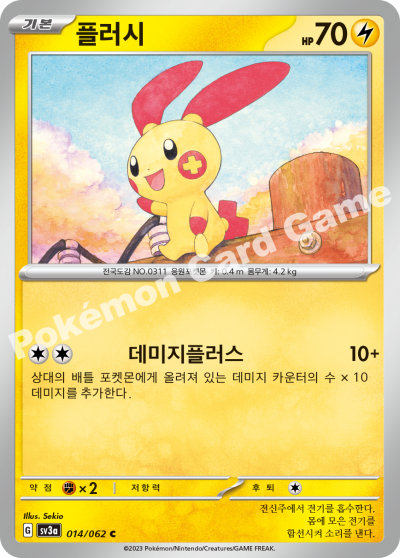 기본 플러시 HP 70
전국도감 NO.0311 응원포켓몬 키: 0.4 m 몸무게: 4.2 kg
Pokémon Card Game
데미지플러스 10+
상대의 배틀 포켓몬에게 올려져 있는 데미지 카운터의 수 × 10
데미지를 추가한다.
약점 ×2 저항력 후퇴
Illus. Sekio
전신주에서 전기를 흡수한다.
몸에 모은 전기를
합선시켜 소리를 낸다.
G sv3a 014/062 C
©2023 Pokémon/Nintendo/Creatures/GAME FREAK.